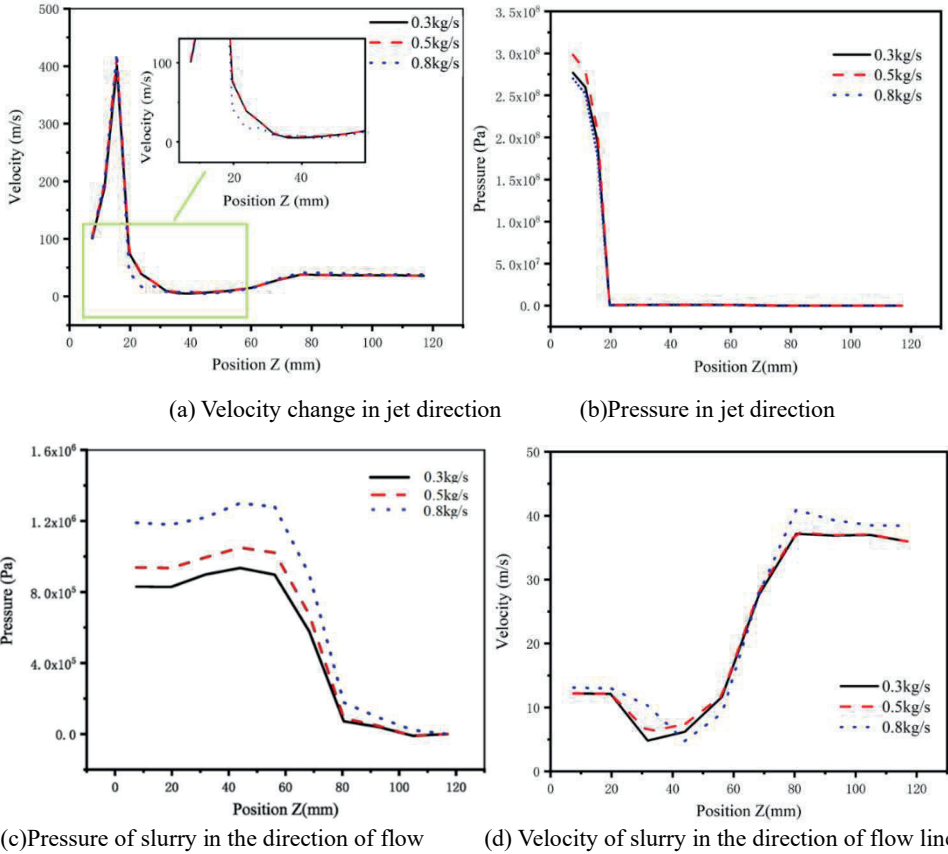 500
400
300
200
100
0
Velocity (m/s)
0 20 40 60 80 100 120
Position Z (mm)
0.3kg/s
0.5kg/s
0.8kg/s
100
0
Velocity (m/s)
20 40
Position Z (mm)
(a) Velocity change in jet direction
3.5x10⁸
3.0x10⁸
2.5x10⁸
2.0x10⁸
1.5x10⁸
1.0x10⁸
5.0x10⁷
0.0
Pressure (Pa)
0 20 40 60 80 100 120
Position Z(mm)
0.3kg/s
0.5kg/s
0.8kg/s
(b)Pressure in jet direction
1.6x10⁶
1.2x10⁶
8.0x10⁵
4.0x10⁵
0.0
Pressure (Pa)
0 20 40 60 80 100 120
Position Z(mm)
0.3kg/s
0.5kg/s
0.8kg/s
(c)Pressure of slurry in the direction of flow
50
40
30
20
10
0
Velocity (m/s)
0 20 40 60 80 100 120
Position Z(mm)
0.3kg/s
0.5kg/s
0.8kg/s
(d) Velocity of slurry in the direction of flow line